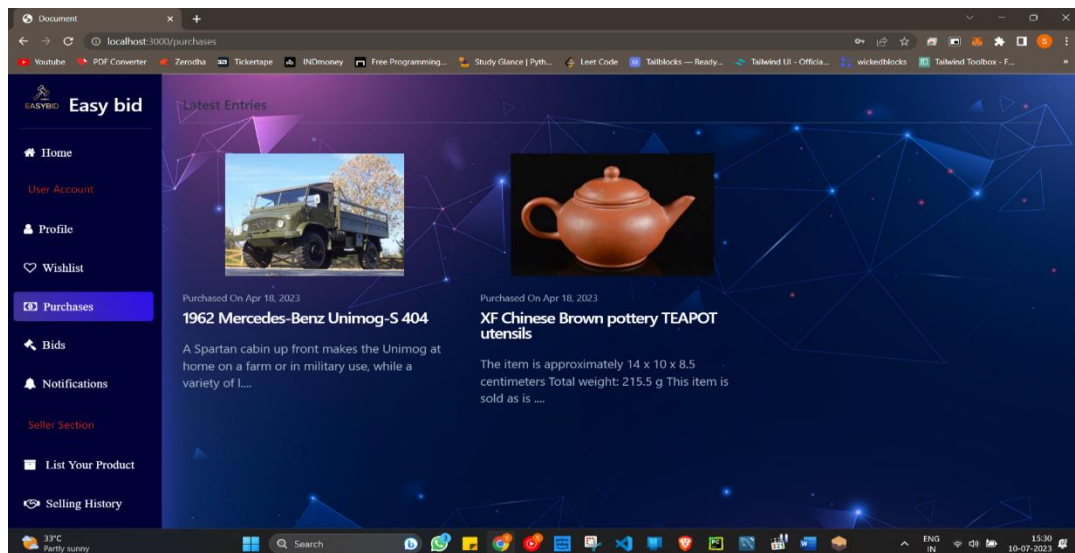 Document
localhost:3000/purchases
Youtube PDF Converter Zerodha Tickertape INDmoney Free Programming... Study Glance | Pyth... Leet Code Tailblocks — Ready... Tailwind UI - Officia... wickedblocks Tailwind Toolbox - F...
EASYBID Easy bid
Home
User Account
Profile
Wishlist
Purchases
Bids
Notifications
Seller Section
List Your Product
Selling History
Latest Entries
Purchased On Apr 18, 2023
1962 Mercedes-Benz Unimog-S 404
A Spartan cabin up front makes the Unimog at
home on a farm or in military use, while a
variety of l....
Purchased On Apr 18, 2023
XF Chinese Brown pottery TEAPOT
utensils
The item is approximately 14 x 10 x 8.5
centimeters Total weight: 215.5 g This item is
sold as is ....
33°C
Partly sunny
Search
ENG
IN
15:30
10-07-2023